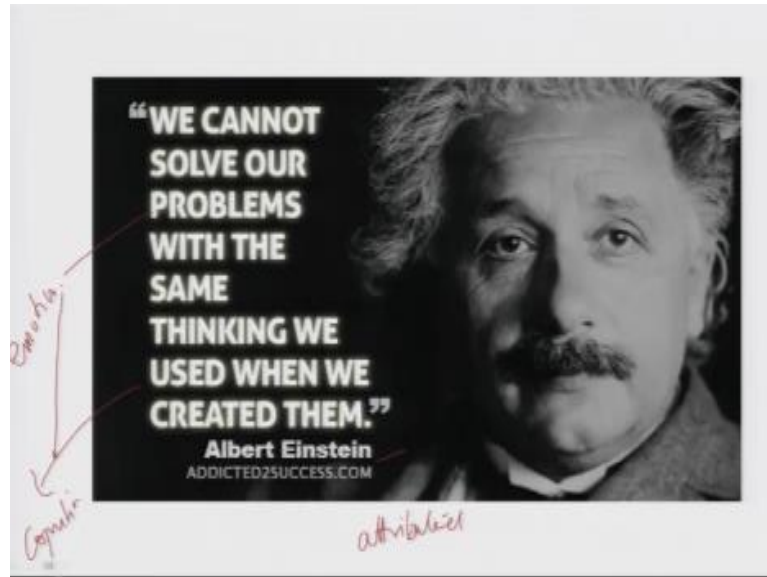 “WE CANNOT
SOLVE OUR
PROBLEMS
WITH THE
SAME
THINKING WE
USED WHEN WE
CREATED THEM.”
Albert Einstein
ADDICTED2SUCCESS.COM